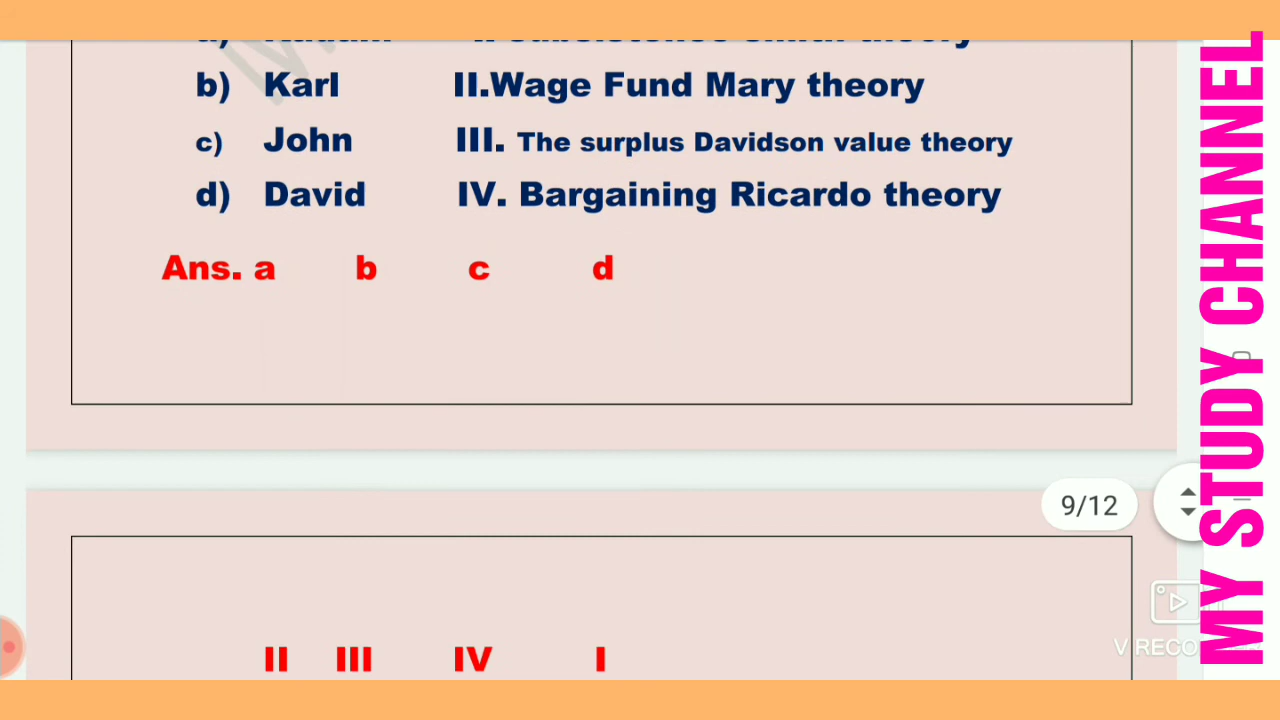 b) Karl II.Wage Fund Mary theory
c) John III. The surplus Davidson value theory
d) David IV. Bargaining Ricardo theory
Ans. a b c d
9/12
II III IV I
V RECO
MY STUDY CHANNEL